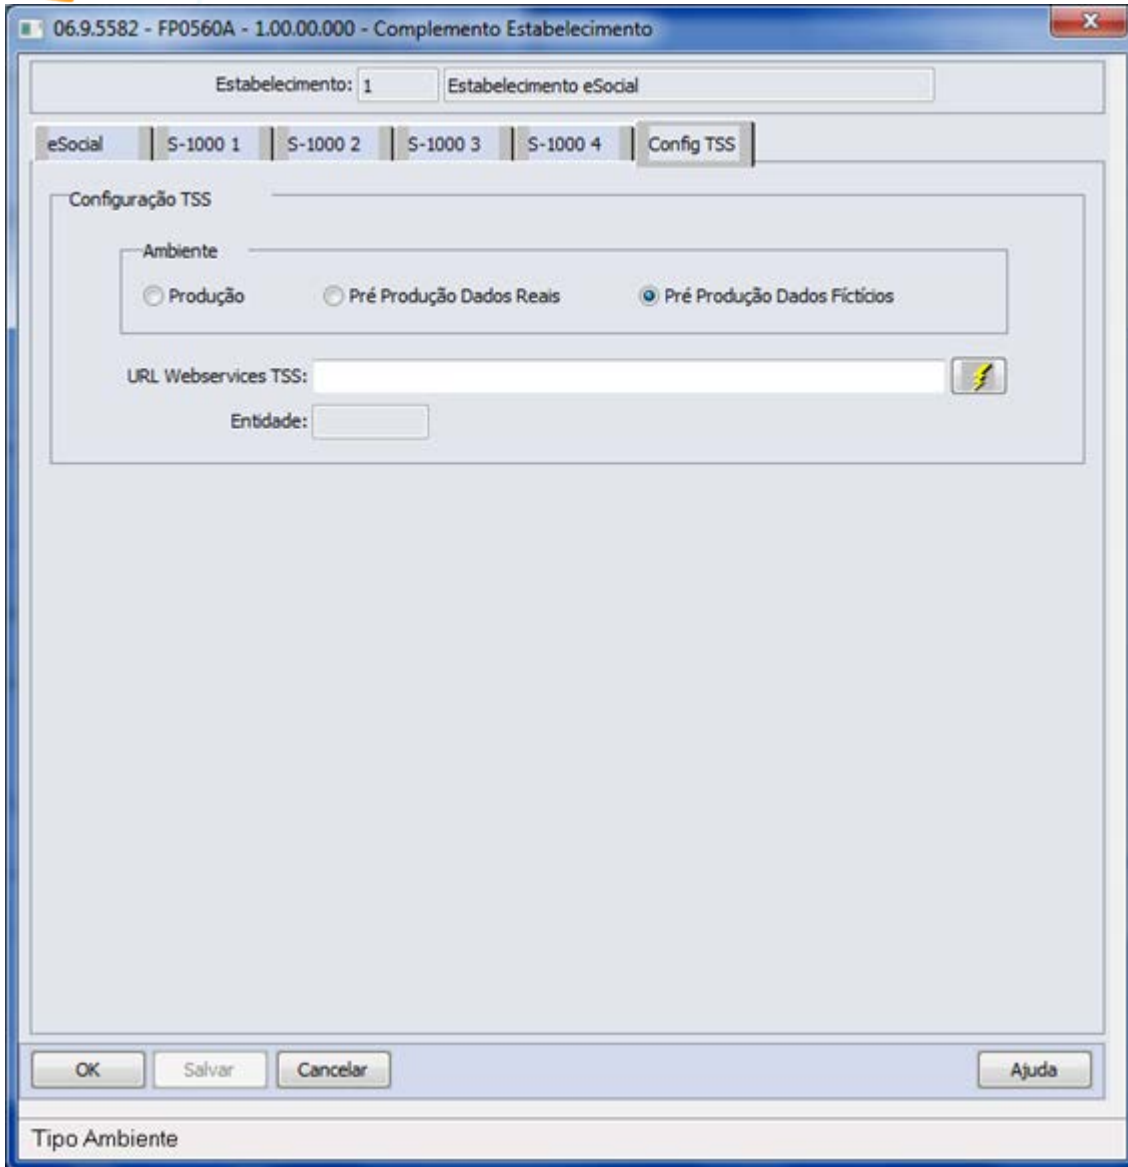 06.9.5582 - FP0560A - 1.00.00.000 - Complemento Estabelecimento
Estabelecimento: 1 Estabelecimento eSocial
eSocial S-1000 1 S-1000 2 S-1000 3 S-1000 4 Config TSS
Configuração TSS
Ambiente
Produção Pré Produção Dados Reais Pré Produção Dados Fíctícios
URL Webservices TSS:
Entidade:
OK Salvar Cancelar Ajuda
Tipo Ambiente